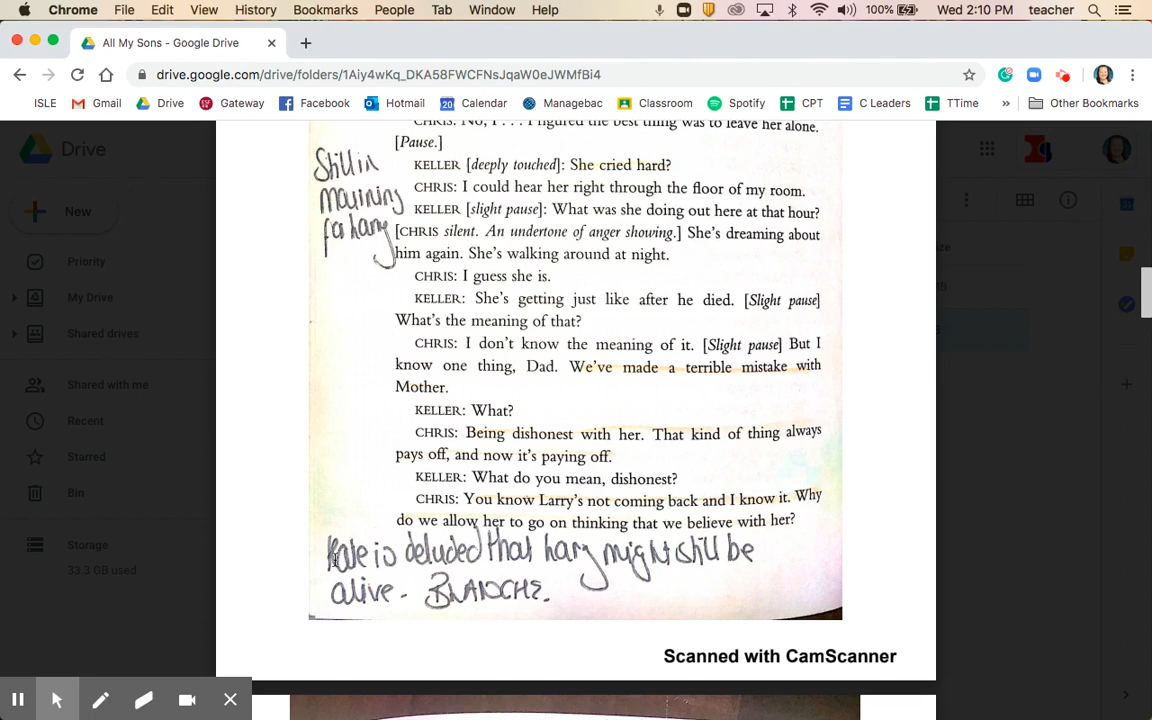 Chrome File Edit View History Bookmarks People Tab Window Help 100% Wed 2:10 PM teacher
All My Sons - Google Drive
drive.google.com/drive/folders/1Aiy4wKq_DKA58FWCFNsJqaW0eJWMfBi4
ISLE Gmail Drive Gateway Facebook Hotmail 20 Calendar Managebac Classroom Spotify CPT C Leaders TTime » Other Bookmarks
Drive
New
Priority
My Drive
Shared drives
Shared with me
Recent
Starred
Bin
Storage
33.3 GB used
CHRIS: No, I . . . I figured the best thing was to leave her alone.
[Pause.]
KELLER [deeply touched]: She cried hard?
CHRIS: I could hear her right through the floor of my room.
KELLER [slight pause]: What was she doing out here at that hour?
[CHRIS silent. An undertone of anger showing.] She's dreaming about
him again. She's walking around at night.
CHRIS: I guess she is.
KELLER: She's getting just like after he died. [Slight pause]
What's the meaning of that?
CHRIS: I don't know the meaning of it. [Slight pause] But I
know one thing, Dad. We've made a terrible mistake with
Mother.
KELLER: What?
CHRIS: Being dishonest with her. That kind of thing always
pays off, and now it's paying off.
KELLER: What do you mean, dishonest?
CHRIS: You know Larry's not coming back and I know it. Why
do we allow her to go on thinking that we believe with her?
Still in
mourning
for larry
Kate is deluded that larry might still be
alive - BLANCHE.
Scanned with CamScanner